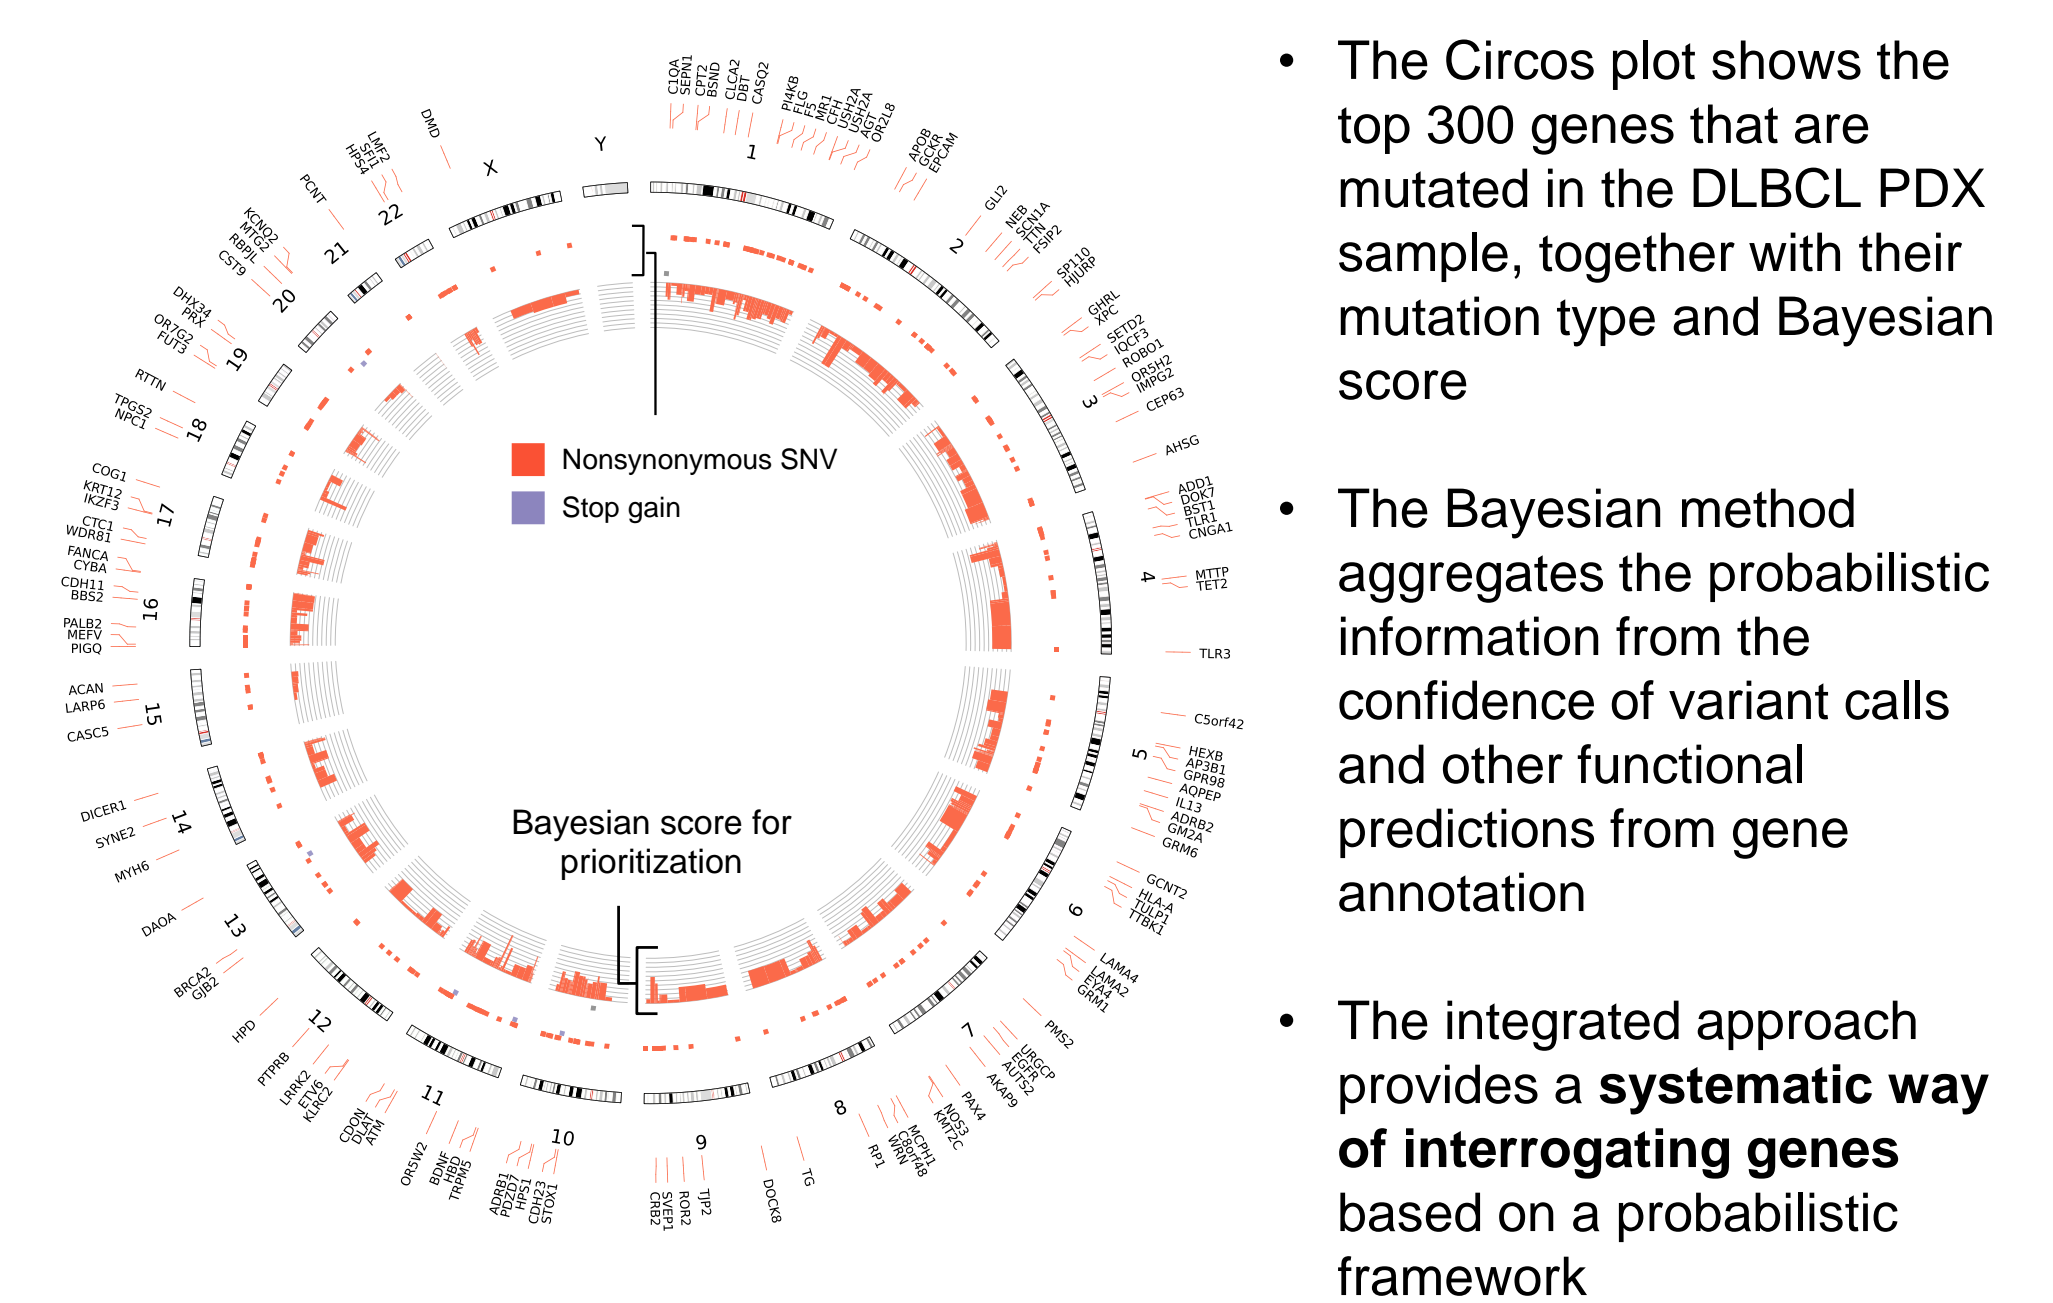 C1QA
SEPN1
CPT2
BSND
CLCA2
DBT
CASQ2
PI4KB
FLG
F5
MR1
CFH
USH2A
USH2A
AGT
OR2L8
1
APOB
GCKR
EPCAM
GLI2
NEB
SCN1A
TTN
FSIP2
SP110
HJURP
2
GHRL
XPC
SETD2
IQCF3
ROBO1
OR5H2
IMPG2
CEP63
AHSG
3
ADD1
DOK7
BST1
TLR1
CNGA1
MTTP
TET2
TLR3
4
C5orf42
HEXB
AP3B1
GPR98
AQPEP
IL13
ADRB2
GM2A
GRM6
5
GCNT2
HLA-A
TULP1
TTBK1
LAMA4
LAMA2
EYA4
GRM1
6
PMS2
URGCP
EGFR
AUTS2
AKAP9
PAX4
NOS3
KMT2C
7
MCPH1
C8orf48
WRN
RP1
TG
8
DOCK8
TJP2
ROR2
SVEP1
CRB2
9
STOX1
CDH23
HPS1
PDZD7
ADRB1
10
TRPM5
HBD
BDNF
OR5W2
ATM
DLAT
CDON
11
KLRC2
ETV6
LRRK2
PTPRB
HPD
12
GJB2
BRCA2
DAOA
13
MYH6
SYNE2
DICER1
14
CASC5
LARP6
ACAN
15
PIGQ
MEFV
PALB2
BBS2
CDH11
CYBA
FANCA
16
WDR81
CTC1
IKZF3
KRT12
COG1
17
NPC1
TPGS2
RTTN
18
FUT3
OR7G2
PRX
DHX34
19
CST9
RBPJL
MTG2
KCNQ2
20
PCNT
21
HPS4
SFI1
LMF2
22
DMD
X
Y
Nonsynonymous SNV
Stop gain
Bayesian score for
prioritization
• The Circos plot shows the
top 300 genes that are
mutated in the DLBCL PDX
sample, together with their
mutation type and Bayesian
score
• The Bayesian method
aggregates the probabilistic
information from the
confidence of variant calls
and other functional
predictions from gene
annotation
• The integrated approach
provides a systematic way
of interrogating genes
based on a probabilistic
framework